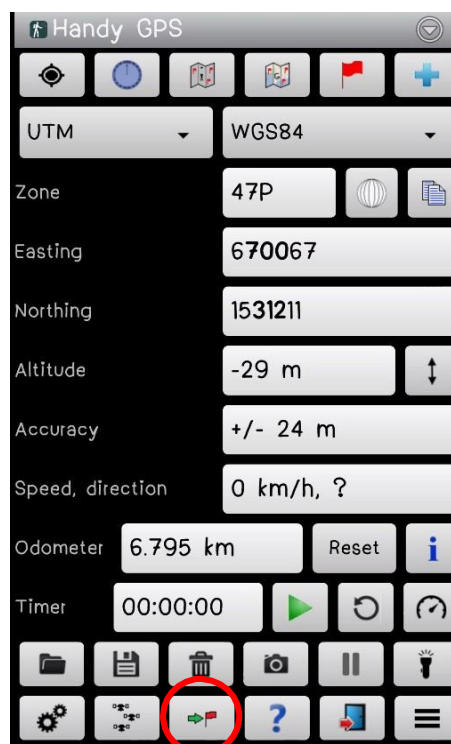 Handy GPS
UTM WGS84
Zone 47P
Easting 670067
Northing 1531211
Altitude -29 m
Accuracy +/- 24 m
Speed, direction 0 km/h, ?
Odometer 6.795 km Reset i
Timer 00:00:00
?